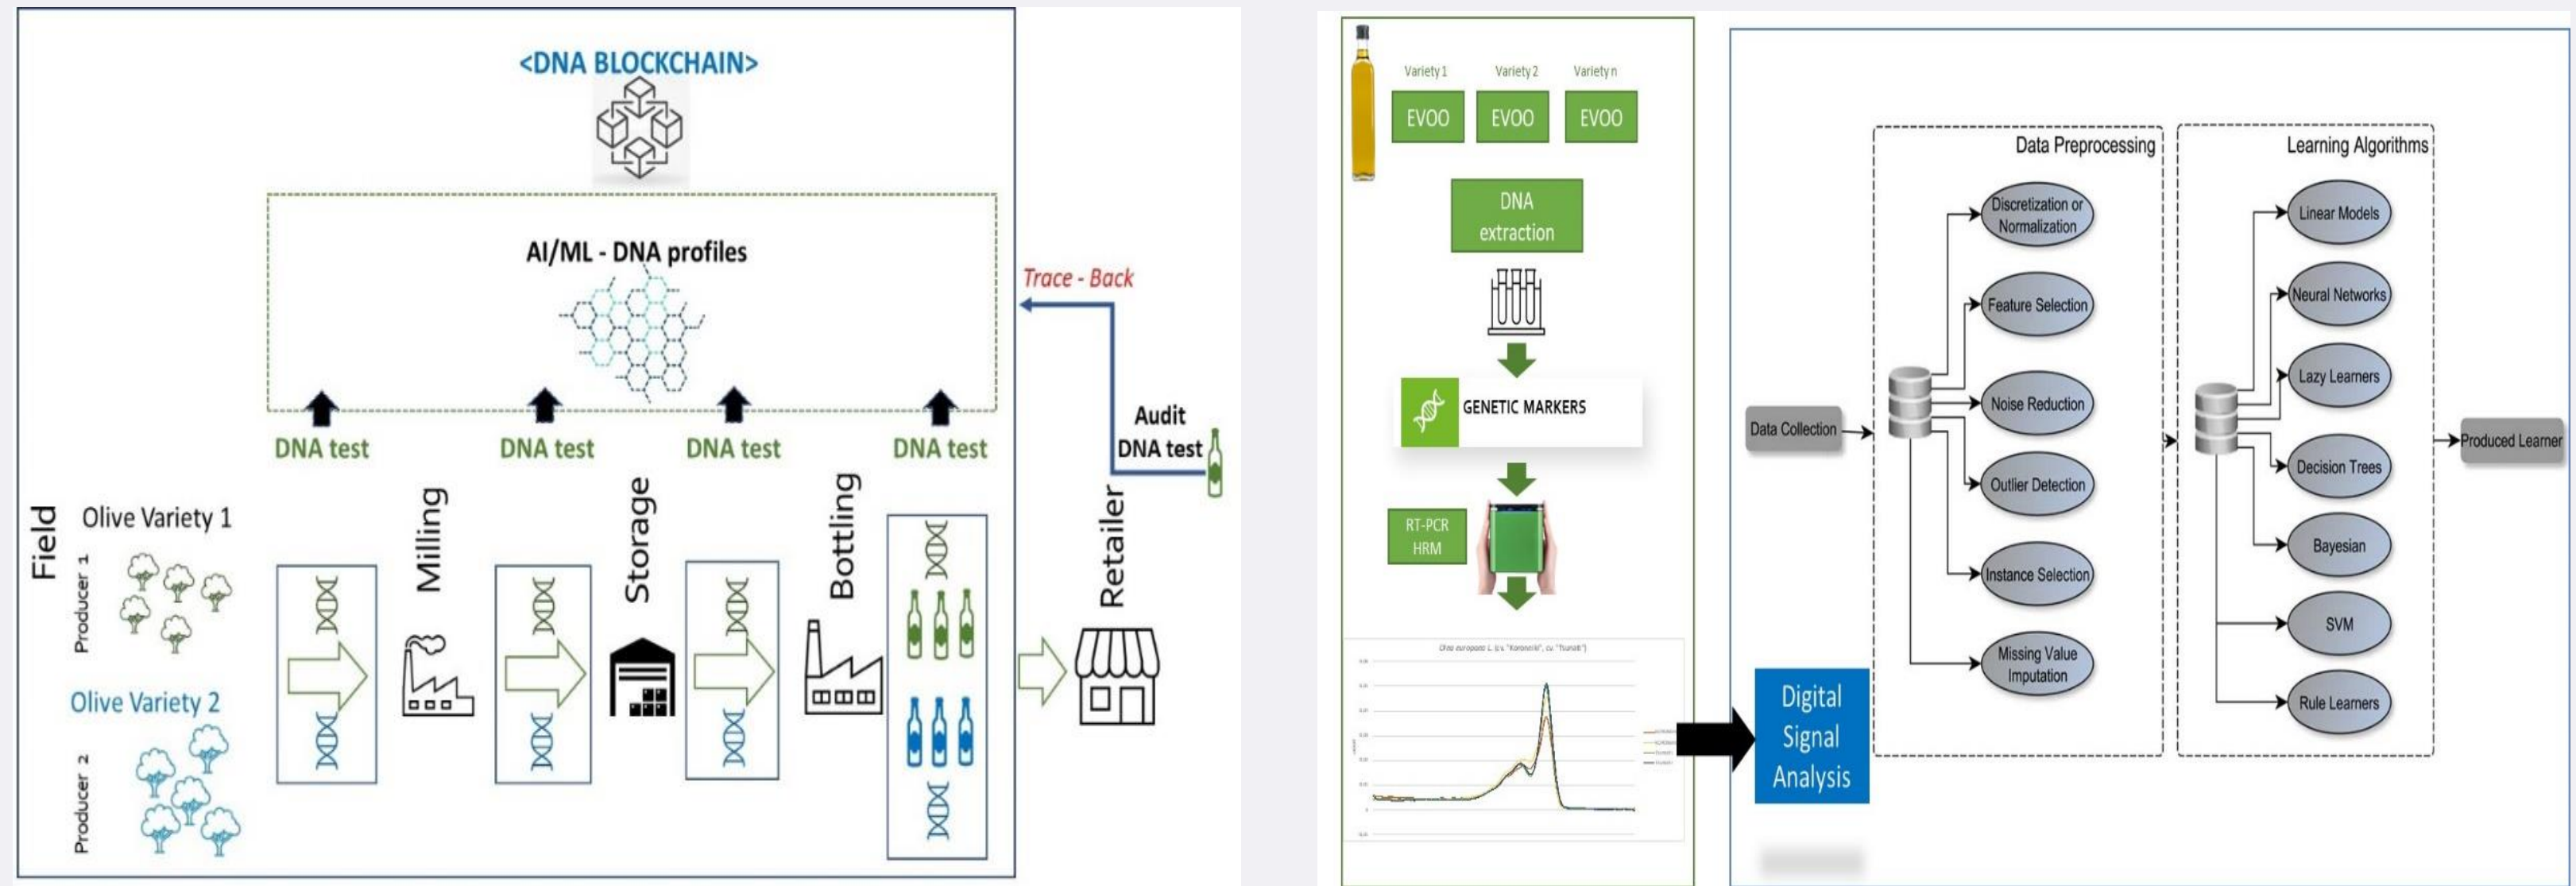 <DNA BLOCKCHAIN>
AI/ML - DNA profiles
Trace - Back
Audit
DNA test
DNA test
DNA test
DNA test
DNA test
Field
Olive Variety 1
Producer 1
Olive Variety 2
Producer 2
Milling
Storage
Bottling
Retailer
Variety 1
Variety 2
Variety n
EVOO
EVOO
EVOO
DNA
extraction
GENETIC MARKERS
RT-PCR
HRM
Digital
Signal
Analysis
Data Collection
Data Preprocessing
Discretization or
Normalization
Feature Selection
Noise Reduction
Outlier Detection
Instance Selection
Missing Value
Imputation
Learning Algorithms
Linear Models
Neural Networks
Lazy Learners
Decision Trees
Bayesian
SVM
Rule Learners
Produced Learner